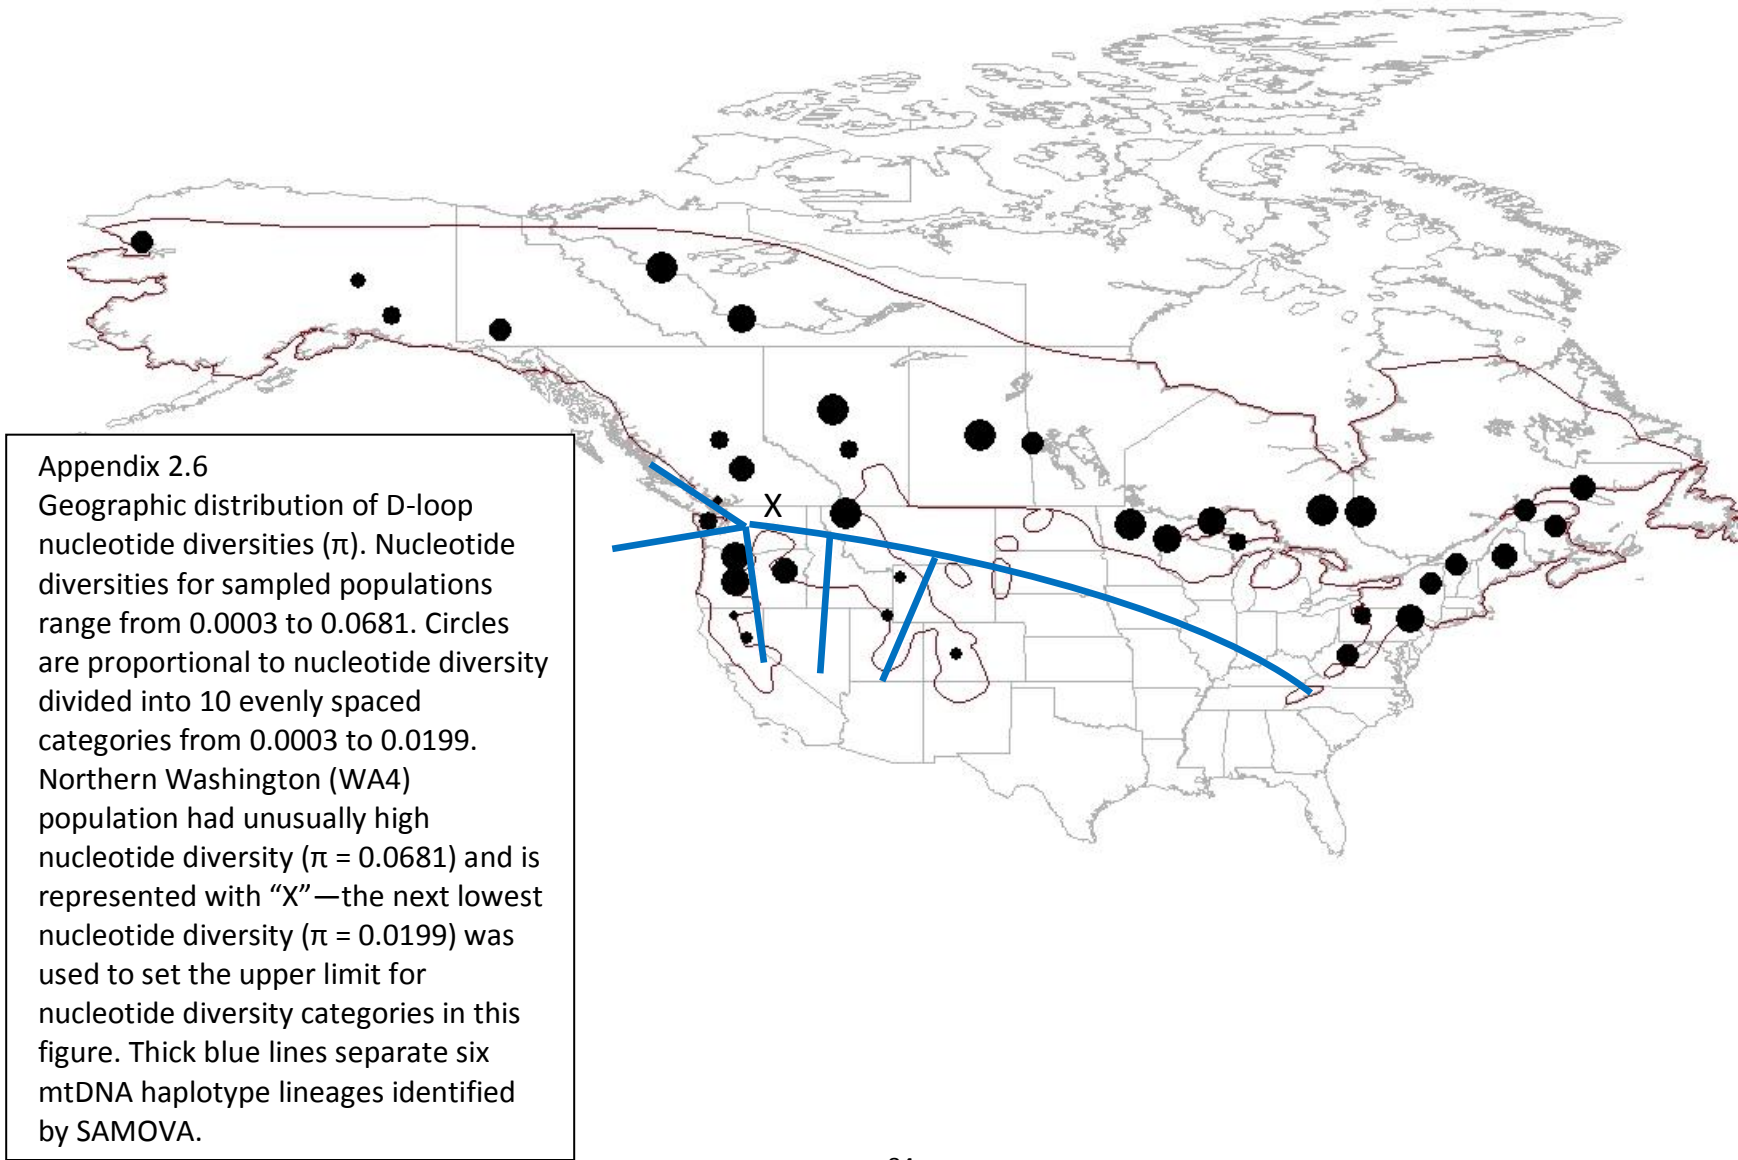 X
Appendix 2.6
Geographic distribution of D-loop
nucleotide diversities (π). Nucleotide
diversities for sampled populations
range from 0.0003 to 0.0681. Circles
are proportional to nucleotide diversity
divided into 10 evenly spaced
categories from 0.0003 to 0.0199.
Northern Washington (WA4)
population had unusually high
nucleotide diversity (π = 0.0681) and is
represented with “X”—the next lowest
nucleotide diversity (π = 0.0199) was
used to set the upper limit for
nucleotide diversity categories in this
figure. Thick blue lines separate six
mtDNA haplotype lineages identified
by SAMOVA.